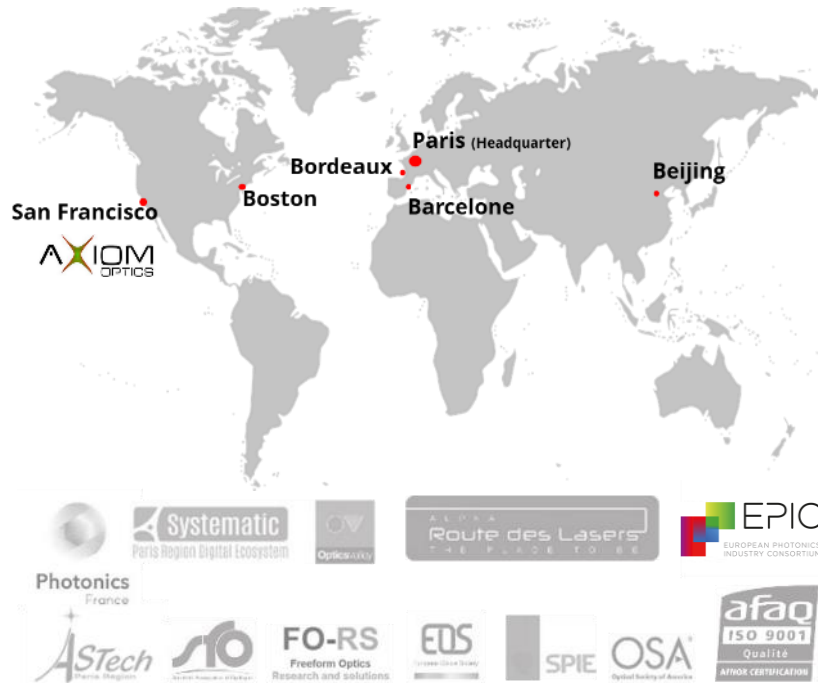 Paris (Headquarter)
Bordeaux
Beijing
Boston
Barcelone
San Francisco
AXIOM
OPTICS
Systematic
Paris Region Digital Ecosystem
OV
OpticsValley
ALPHA
Route des Lasers
THE PLACE TO BE
EPIC
EUROPEAN PHOTONICS
INDUSTRY CONSORTIUM
Photonics
France
ASTech
Paris Region
sfo
FO-RS
Freeform Optics
Research and solutions
EOS
European Optical Society
SPIE
OSA
Optical Society of America
afaq
ISO 9001
Qualité
AFNOR CERTIFICATION